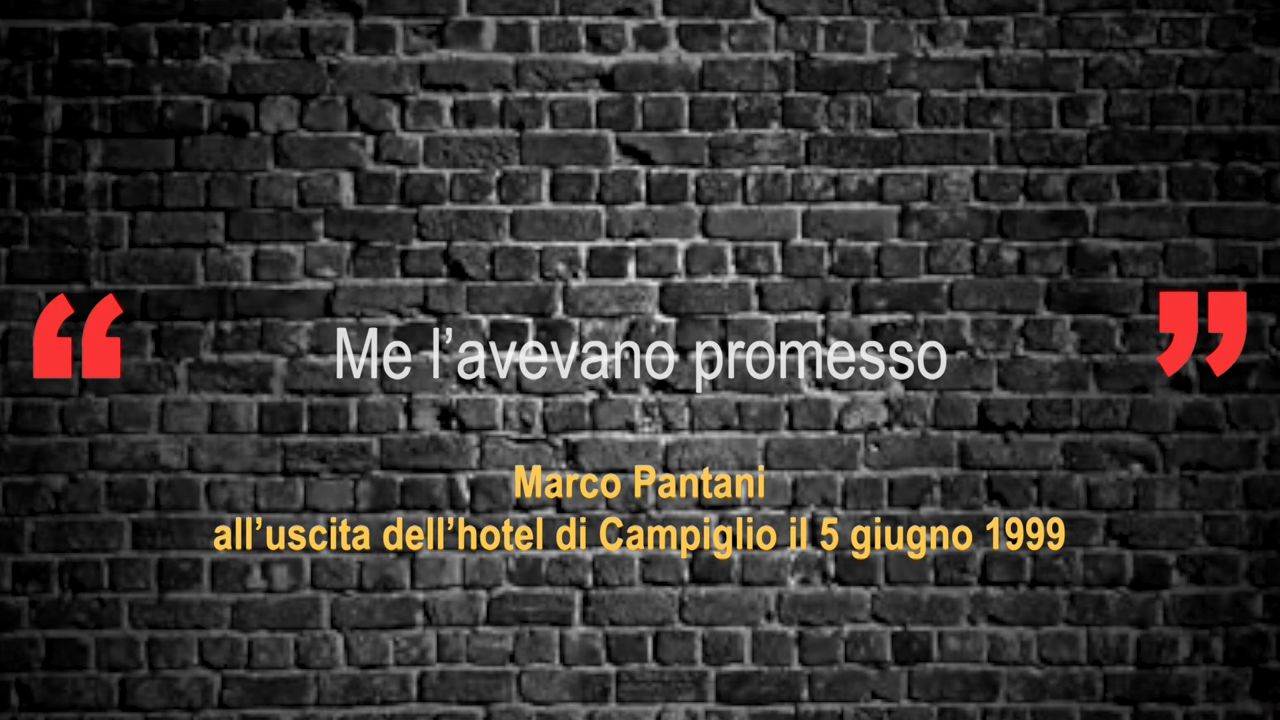 “Me l’avevano promesso”
Marco Pantani
all’uscita dell’hotel di Campiglio il 5 giugno 1999